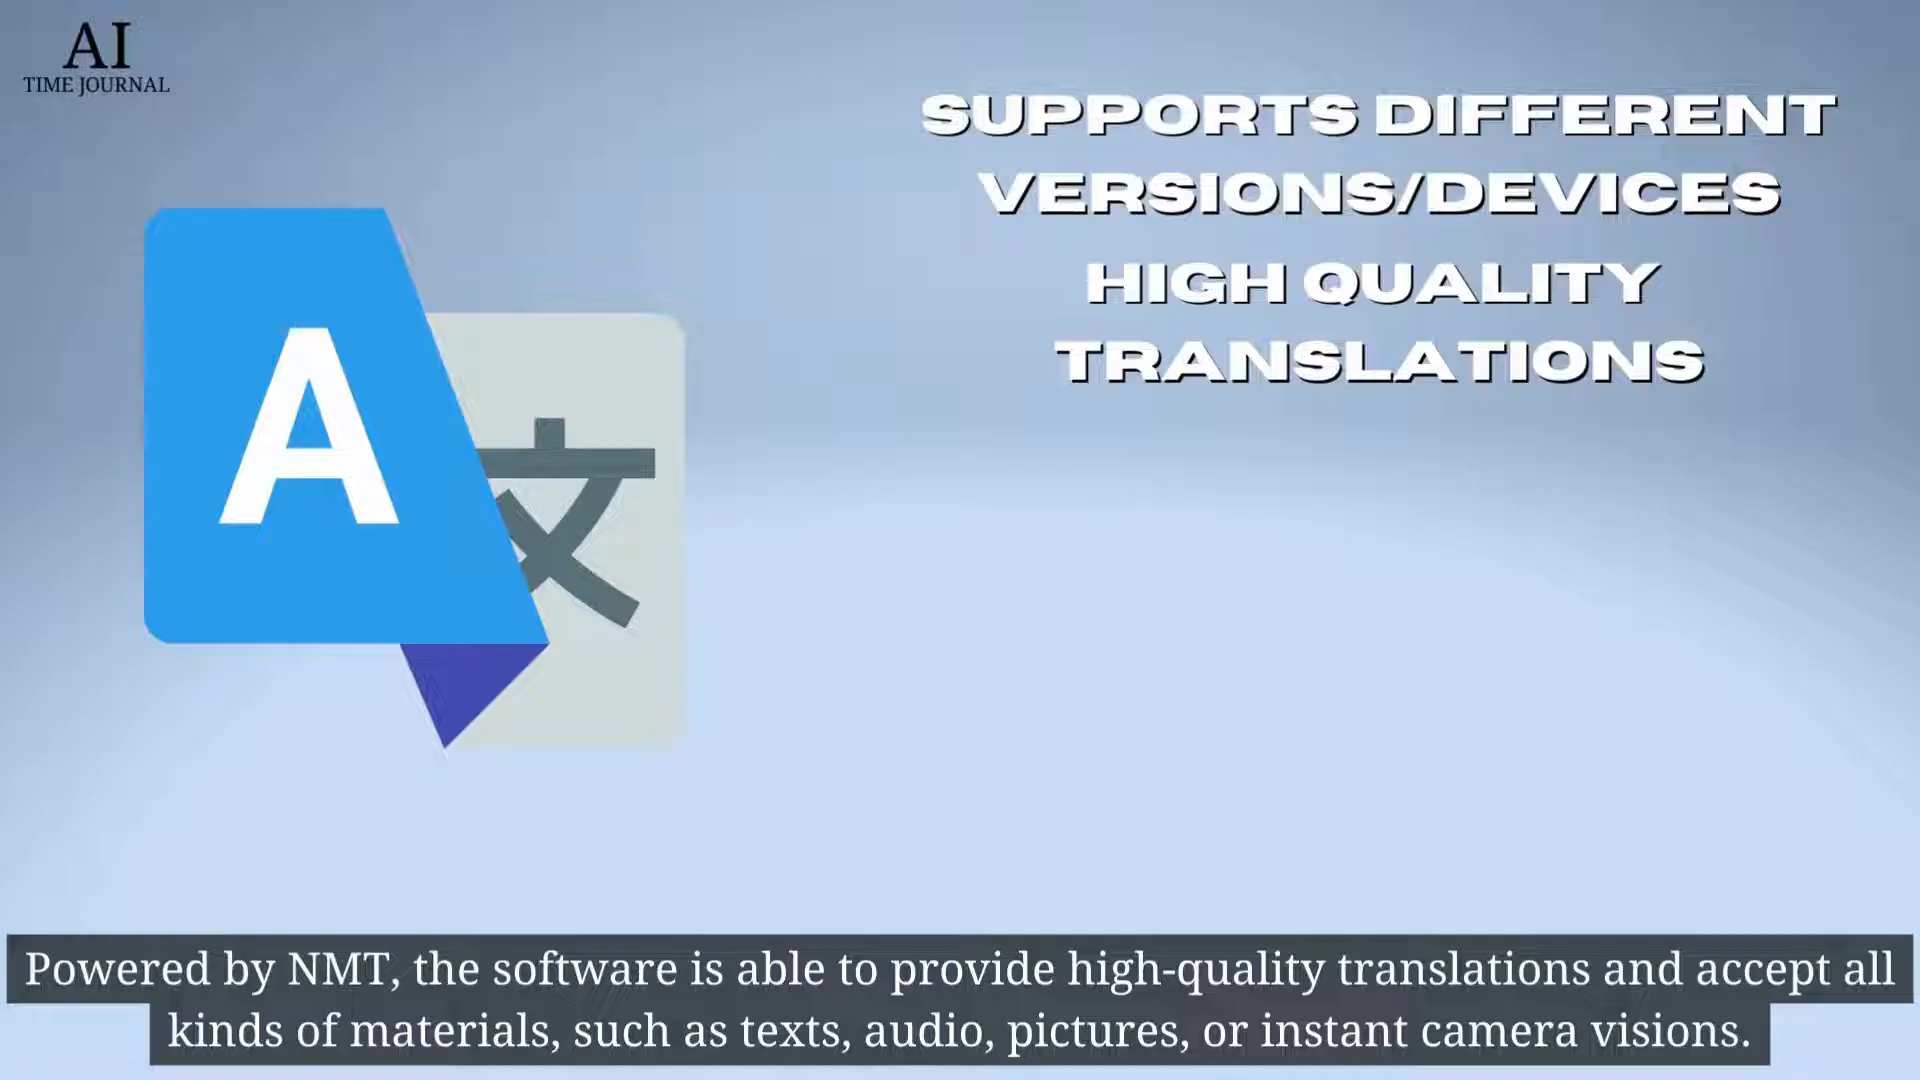 AI
TIME JOURNAL
SUPPORTS DIFFERENT
VERSIONS/DEVICES
HIGH QUALITY
TRANSLATIONS
A
文
Powered by NMT, the software is able to provide high-quality translations and accept all
kinds of materials, such as texts, audio, pictures, or instant camera visions.